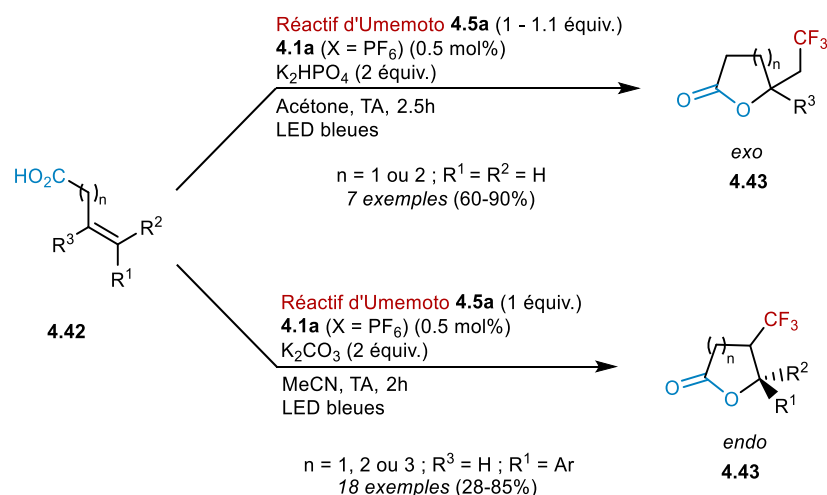 Réactif d'Umemoto 4.5a (1 - 1.1 équiv.)
4.1a (X = PF6) (0.5 mol%)
K2HPO4 (2 équiv.)
Acétone, TA, 2.5h
LED bleues
n = 1 ou 2 ; R1 = R2 = H
7 exemples (60-90%)
CF3
n
O
O
R3
exo
4.43
HO2C
n
R2
R3
R1
4.42
Réactif d'Umemoto 4.5a (1 équiv.)
4.1a (X = PF6) (0.5 mol%)
K2CO3 (2 équiv.)
MeCN, TA, 2h
LED bleues
n = 1, 2 ou 3 ; R3 = H ; R1 = Ar
18 exemples (28-85%)
CF3
n
R2
O
O
R1
endo
4.43